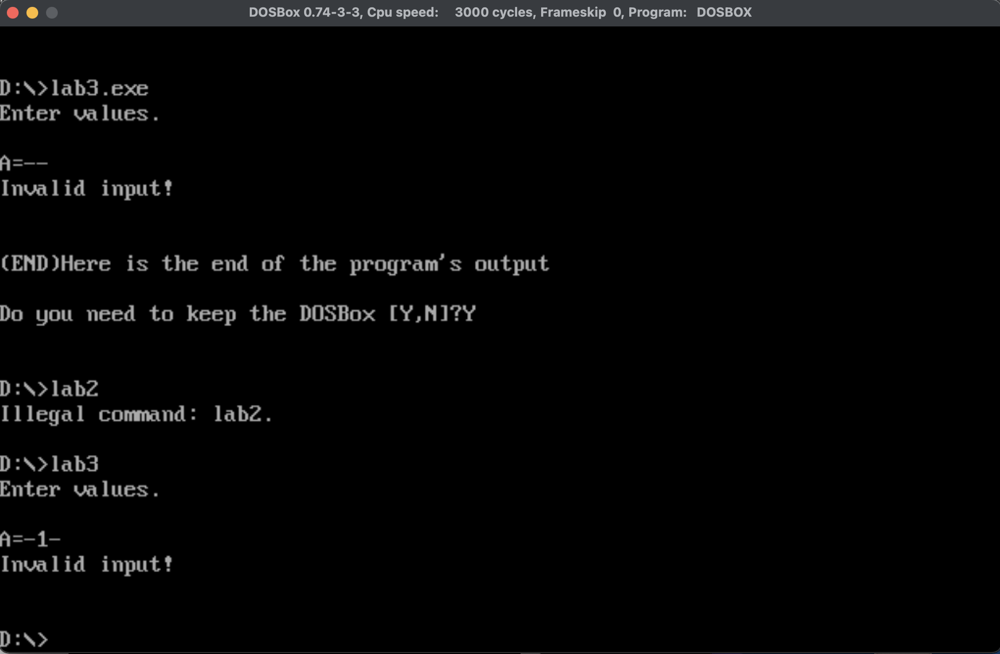 DOSBox 0.74-3-3, Cpu speed: 3000 cycles, Frameskip 0, Program: DOSBOX
D:\>lab3.exe
Enter values.
A=--
Invalid input!
(END)Here is the end of the program's output
Do you need to keep the DOSBox [Y,N]?Y
D:\>lab2
Illegal command: lab2.
D:\>lab3
Enter values.
A=-1-
Invalid input!
D:\>